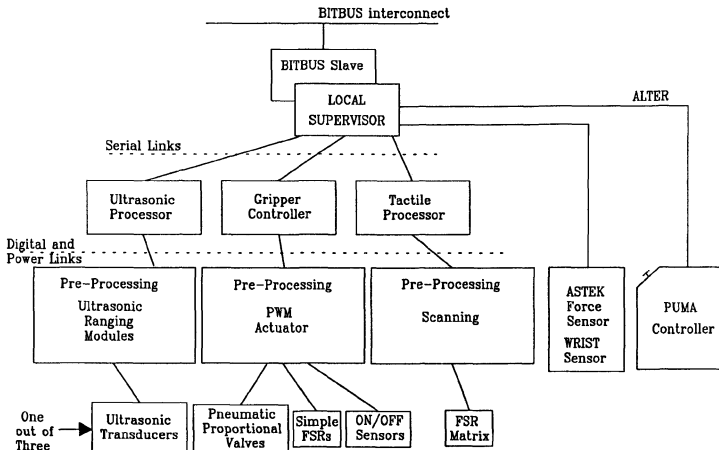 BITBUS interconnect
BITBUS Slave
LOCAL
SUPERVISOR
ALTER
Serial Links
Ultrasonic
Processor
Gripper
Controller
Tactile
Processor
Digital and
Power Links
Pre-Processing
Ultrasonic
Ranging
Modules
Pre-Processing
PWM
Actuator
Pre-Processing
Scanning
ASTEK
Force
Sensor
WRIST
Sensor
PUMA
Controller
One
out of
Three
Ultrasonic
Transducers
Pneumatic
Proportional
Valves
Simple
FSRs
ON/OFF
Sensors
FSR
Matrix